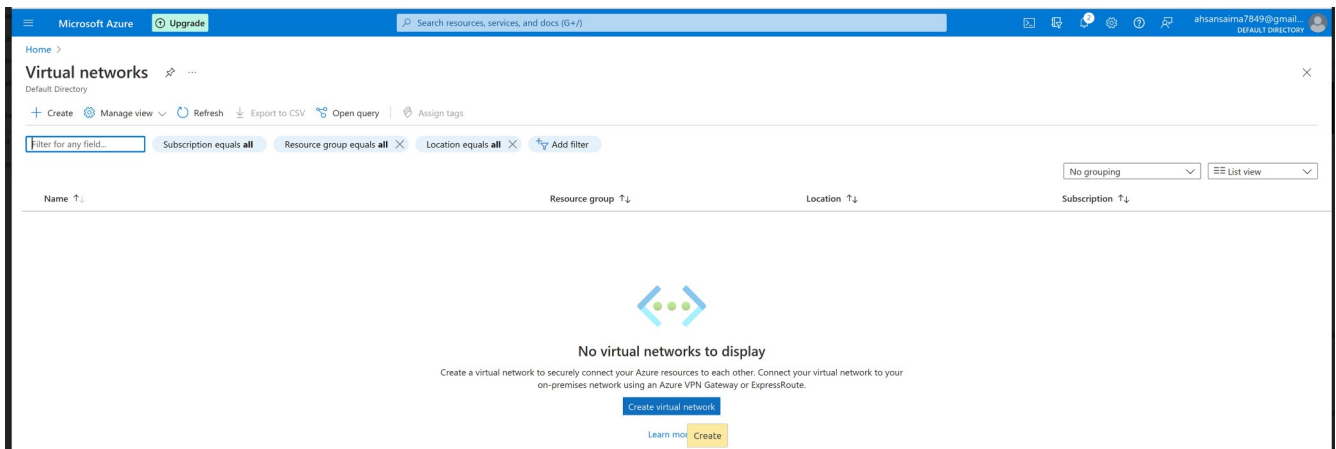 Microsoft Azure Upgrade Search resources, services, and docs (G+/) 2 ahsansaima7849@gmail...
DEFAULT DIRECTORY
Home >
Virtual networks ...
Default Directory
+ Create Manage view Refresh Export to CSV Open query Assign tags
Filter for any field... Subscription equals all Resource group equals all Location equals all Add filter
No grouping List view
Name Resource group Location Subscription
No virtual networks to display
Create a virtual network to securely connect your Azure resources to each other. Connect your virtual network to your
on-premises network using an Azure VPN Gateway or ExpressRoute.
Create virtual network
Learn mor Create